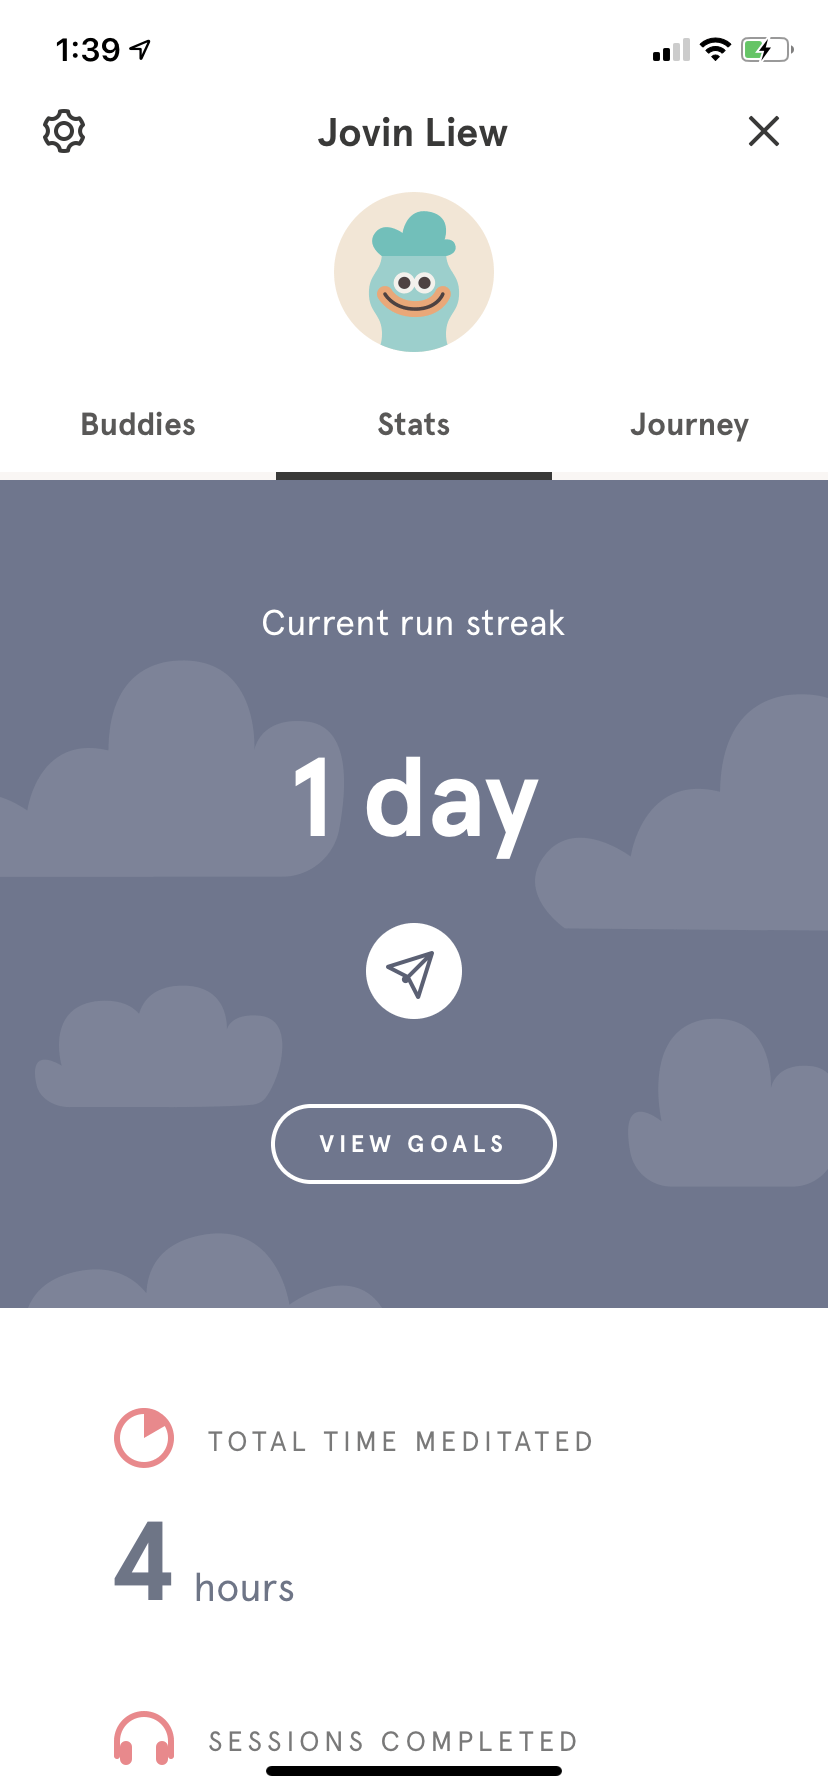 1:39
Jovin Liew
Buddies Stats Journey
Current run streak
1 day
VIEW GOALS
TOTAL TIME MEDITATED
4 hours
SESSIONS COMPLETED